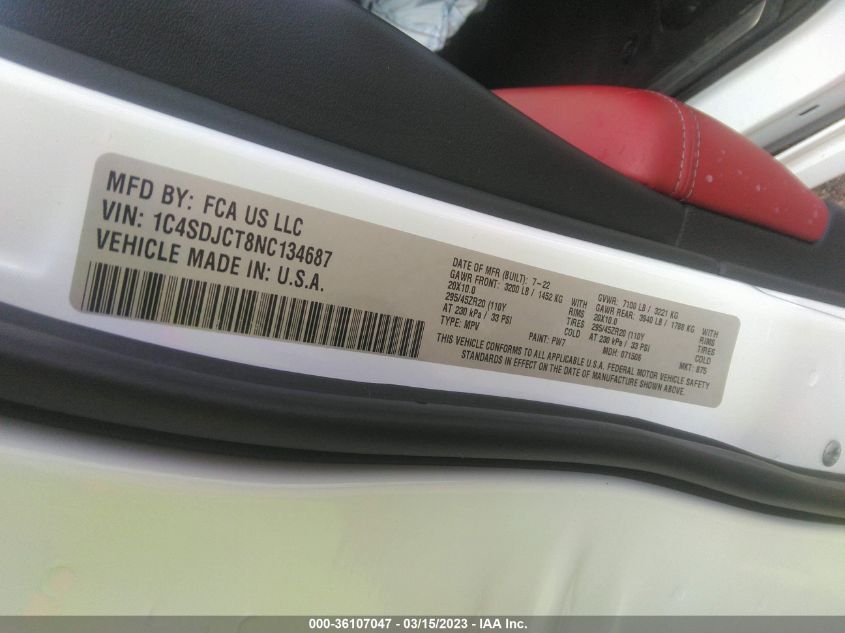 MFD BY: FCA US LLC
VIN: 1C4SDJCT8NC134687
VEHICLE MADE IN: U.S.A.
DATE OF MFR (BUILT): 7-22 GVWR: 7100 LB / 3221 KG
GAWR FRONT: 3200 LB / 1452 KG WITH GAWR REAR: 3940 LB / 1788 KG WITH
20X10.0 RIMS 20X10.0 RIMS
295/45ZR20 (110Y TIRES 295/45ZR20 (110Y TIRES
AT 230 kPa / 33 PSI COLD AT 230 kPa / 33 PSI COLD
TYPE: MPV PAINT: PW7 MDH: 071506 MKT: 875
THIS VEHICLE CONFORMS TO ALL APPLICABLE U.S.A. FEDERAL MOTOR VEHICLE SAFETY
STANDARDS IN EFFECT ON THE DATE OF MANUFACTURE SHOWN ABOVE.
000-36107047 - 03/15/2023 - IAA Inc.